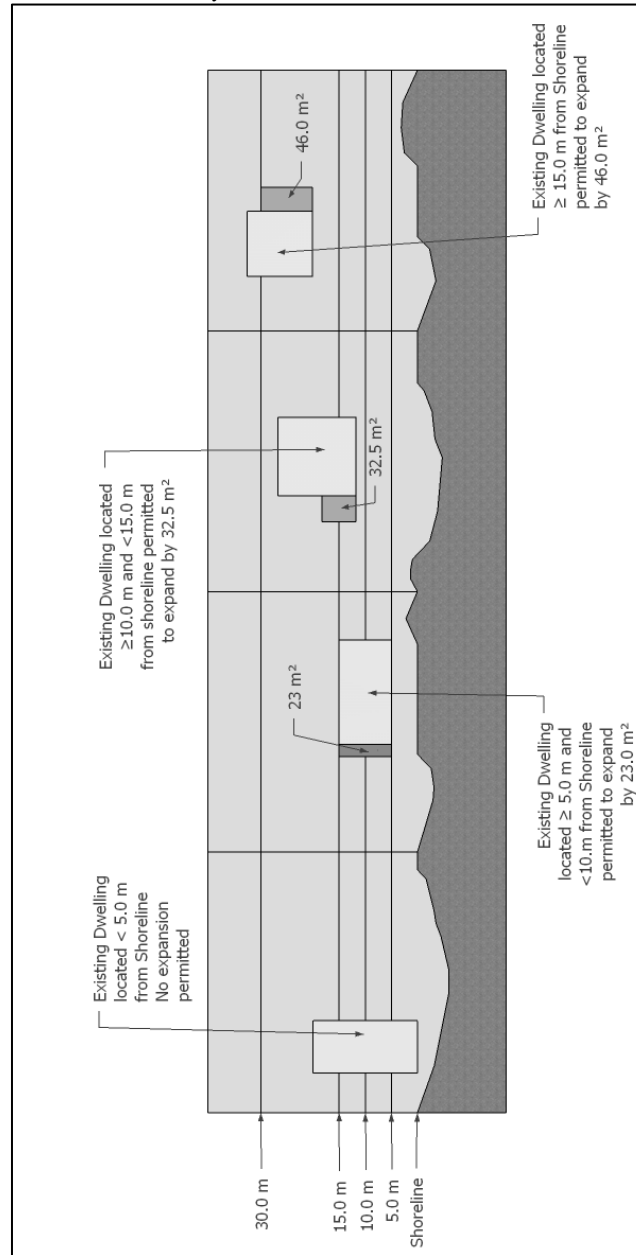 Existing Dwelling
located < 5.0 m
from Shoreline
No expansion
permitted
Existing Dwelling located
≥10.0 m and <15.0 m
from shoreline permitted
to expand by 32.5 m²
23 m²
32.5 m²
46.0 m²
30.0 m
15.0 m
10.0 m
5.0 m
Shoreline
Existing Dwelling
located ≥ 5.0 m and
<10.m from Shoreline
permitted to expand
by 23.0 m²
Existing Dwelling located
≥ 15.0 m from Shoreline
permitted to expand
by 46.0 m²